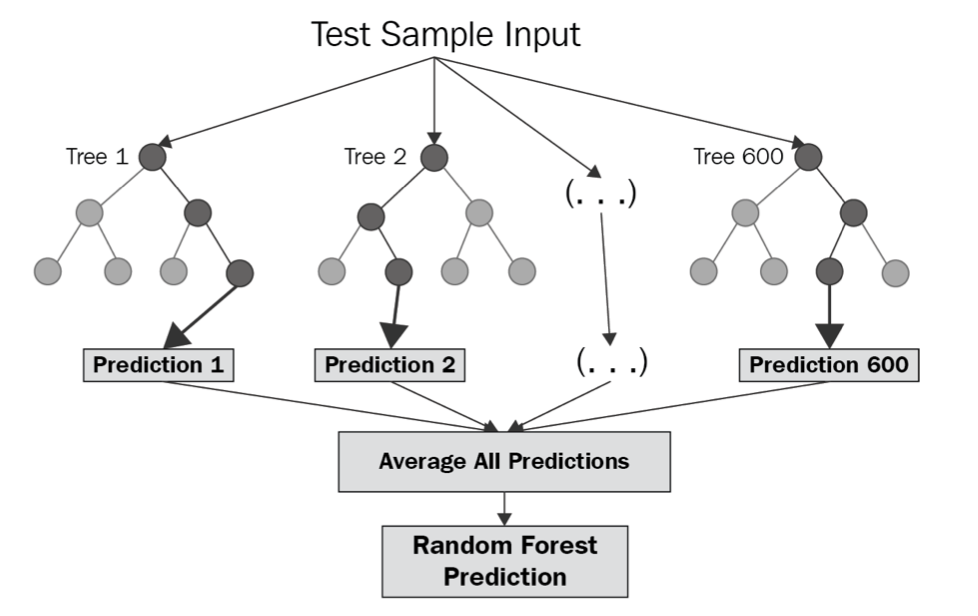 Test Sample Input
Tree 1
Tree 2
(. . .)
Tree 600
Prediction 1
Prediction 2
(. . .)
Prediction 600
Average All Predictions
Random Forest
Prediction